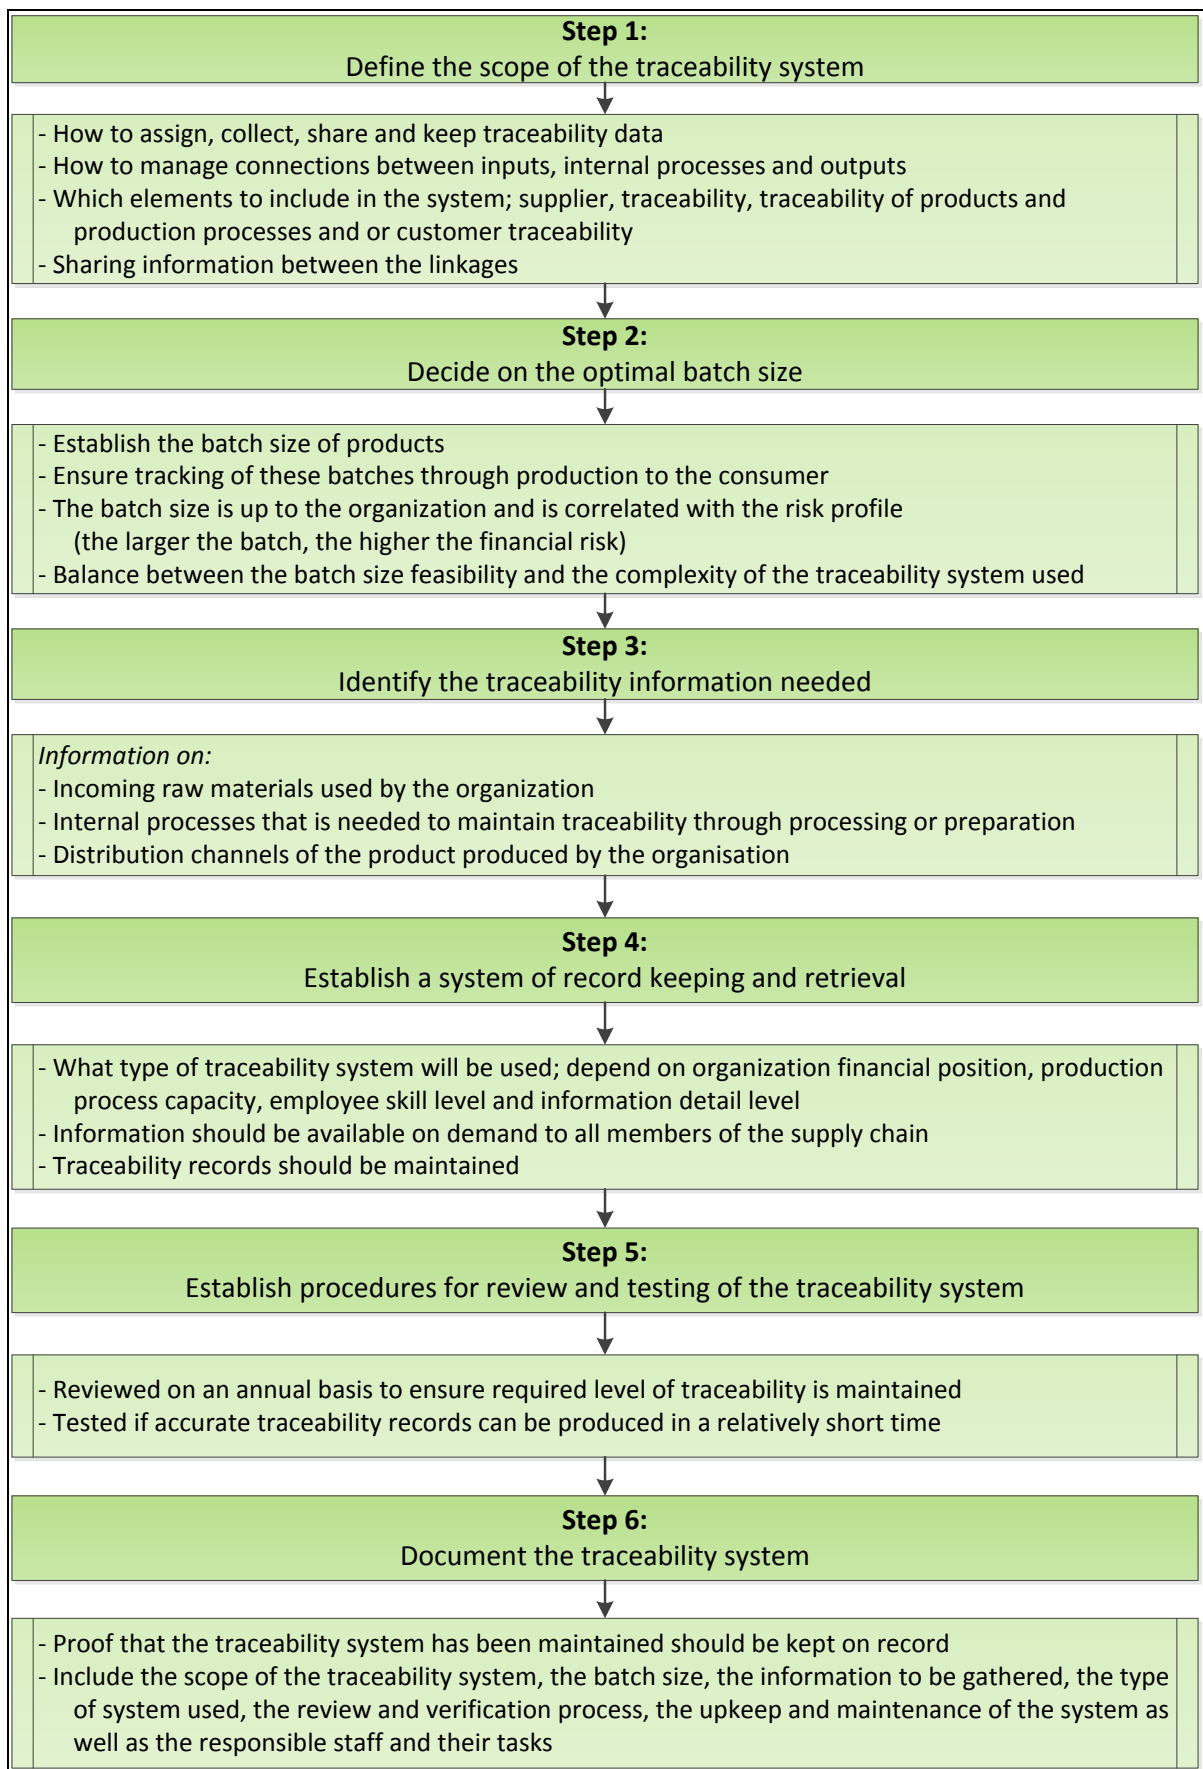 Step 1:
Define the scope of the traceability system
- How to assign, collect, share and keep traceability data
- How to manage connections between inputs, internal processes and outputs
- Which elements to include in the system; supplier, traceability, traceability of products and
production processes and or customer traceability
- Sharing information between the linkages
Step 2:
Decide on the optimal batch size
- Establish the batch size of products
- Ensure tracking of these batches through production to the consumer
- The batch size is up to the organization and is correlated with the risk profile
(the larger the batch, the higher the financial risk)
- Balance between the batch size feasibility and the complexity of the traceability system used
Step 3:
Identify the traceability information needed
Information on:
- Incoming raw materials used by the organization
- Internal processes that is needed to maintain traceability through processing or preparation
- Distribution channels of the product produced by the organisation
Step 4:
Establish a system of record keeping and retrieval
- What type of traceability system will be used; depend on organization financial position, production
process capacity, employee skill level and information detail level
- Information should be available on demand to all members of the supply chain
- Traceability records should be maintained
Step 5:
Establish procedures for review and testing of the traceability system
- Reviewed on an annual basis to ensure required level of traceability is maintained
- Tested if accurate traceability records can be produced in a relatively short time
Step 6:
Document the traceability system
- Proof that the traceability system has been maintained should be kept on record
- Include the scope of the traceability system, the batch size, the information to be gathered, the type
of system used, the review and verification process, the upkeep and maintenance of the system as
well as the responsible staff and their tasks